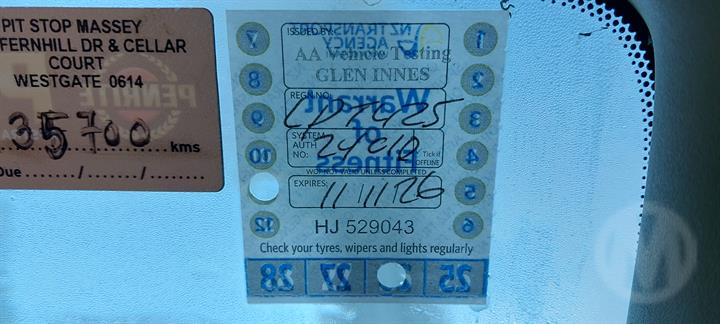 PIT STOP MASSEY
FERNHILL DR & CELLAR
COURT
WESTGATE 0614
35700 kms
Due ....../....../......
PENRITE
ISSUED BY:
NZ TRANSPORT
AGENCY
AA Vehicle Testing
GLEN INNES
REGN NO:
Warrant
of
Fitness
SYSTEM
AUTH
NO:
Tick if
OFFLINE
WOF NOT VALID UNLESS COMPLETED
EXPIRES:
11/11/26
HJ 529043
Check your tyres, wipers and lights regularly
7 1
8 2
9 3
10 4
5
12 6
28 27 25
M